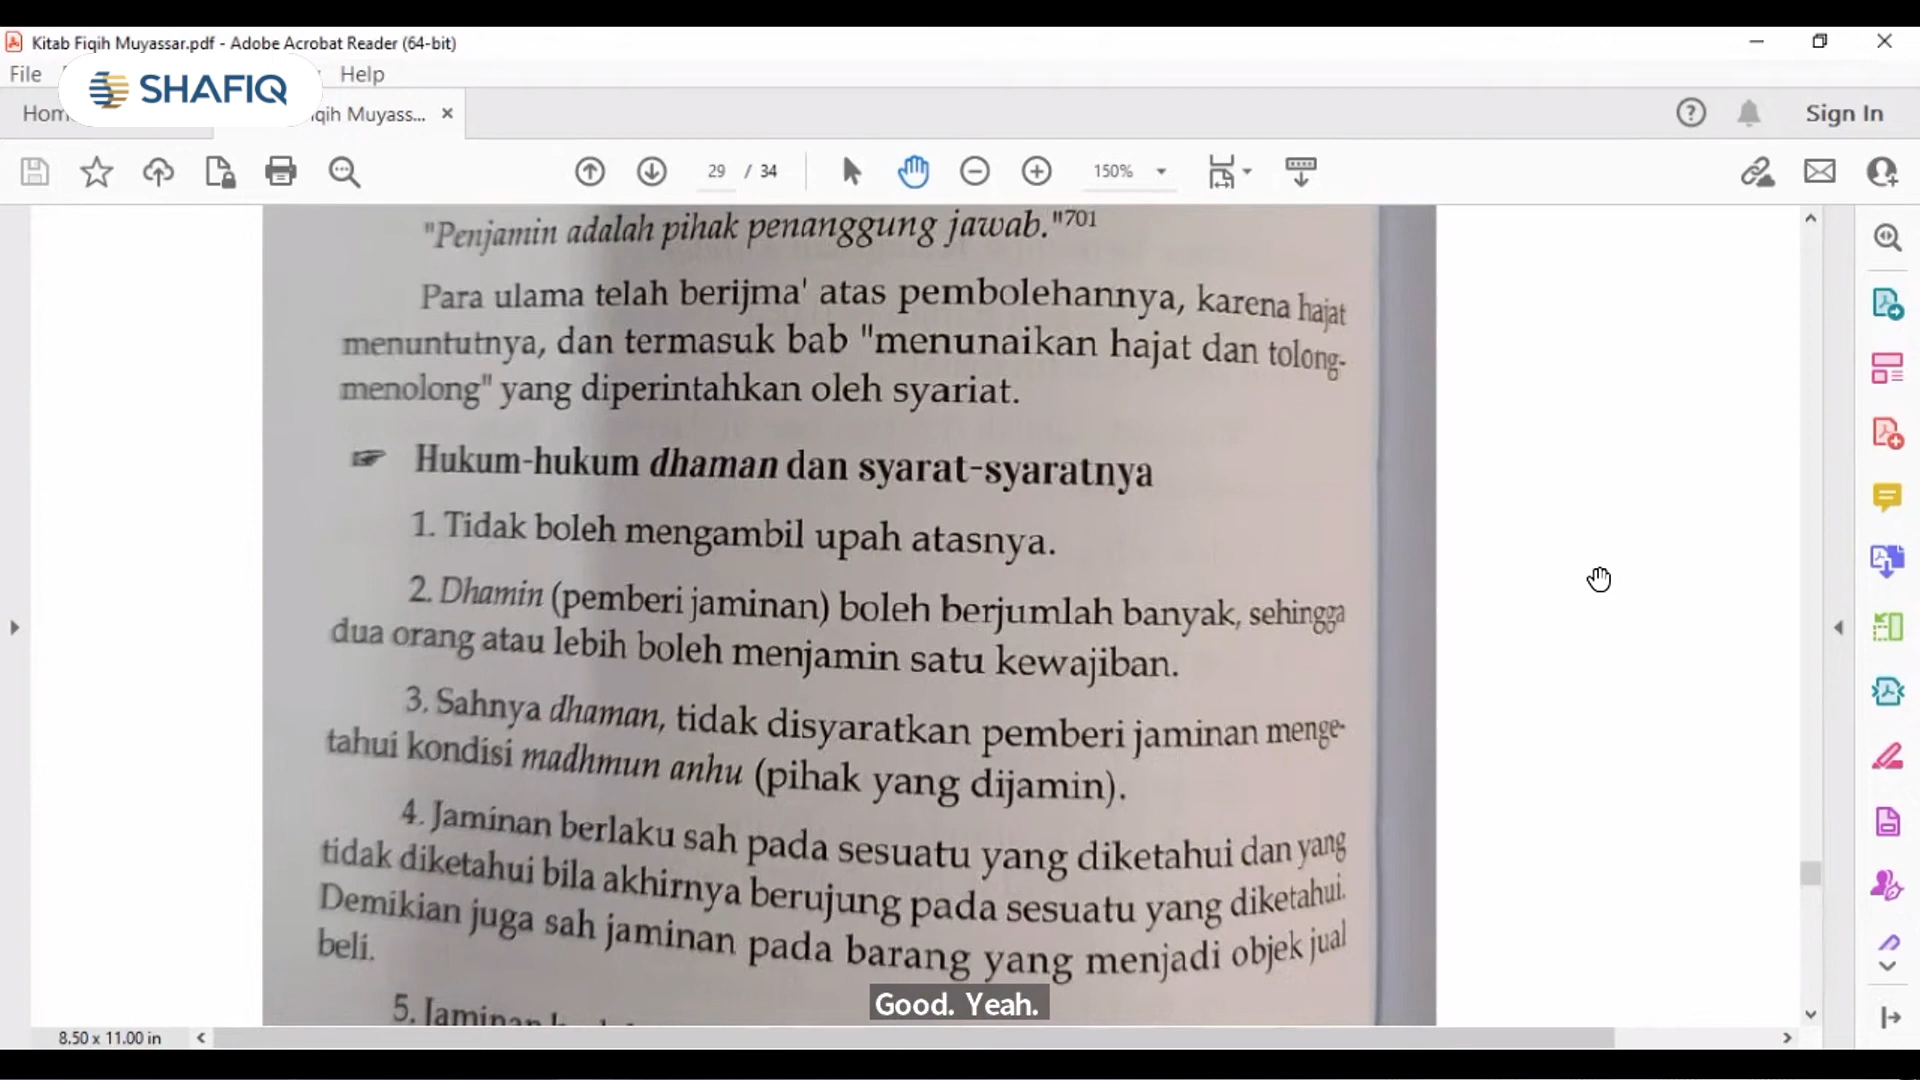 Kitab Fiqih Muyassar.pdf - Adobe Acrobat Reader (64-bit)
File
Help
SHAFIQ
Hom
iqih Muyass...
Sign In
29 / 34
150%
"Penjamin adalah pihak penanggung jawab."701
Para ulama telah berijma' atas pembolehannya, karena hajat
menuntutnya, dan termasuk bab "menunaikan hajat dan tolong-
menolong" yang diperintahkan oleh syariat.
Hukum-hukum dhaman dan syarat-syaratnya
1. Tidak boleh mengambil upah atasnya.
2. Dhamin (pemberi jaminan) boleh berjumlah banyak, sehingga
dua orang atau lebih boleh menjamin satu kewajiban.
3. Sahnya dhaman, tidak disyaratkan pemberi jaminan menge-
tahui kondisi madhmun anhu (pihak yang dijamin).
4. Jaminan berlaku sah pada sesuatu yang diketahui dan yang
tidak diketahui bila akhirnya berujung pada sesuatu yang diketahui.
Demikian juga sah jaminan pada barang yang menjadi objek jual
beli.
5. Jaminan
Good. Yeah.
8.50 x 11.00 in